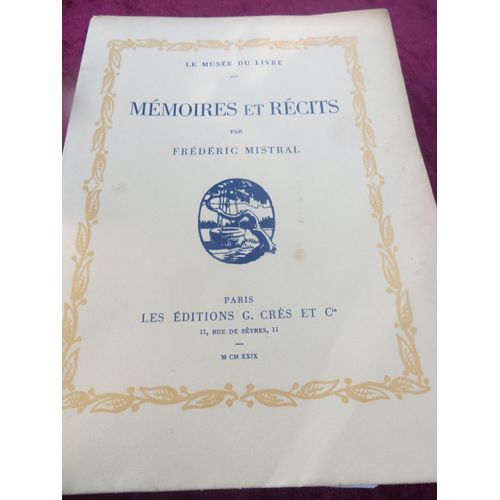 LE MUSÉE DU LIVRE
—
MÉMOIRES ET RÉCITS
PAR
FRÉDÉRIC MISTRAL
PARIS
LES ÉDITIONS G. CRÈS ET Cie
11, RUE DE SÈVRES, 11
—
M CM XXIX